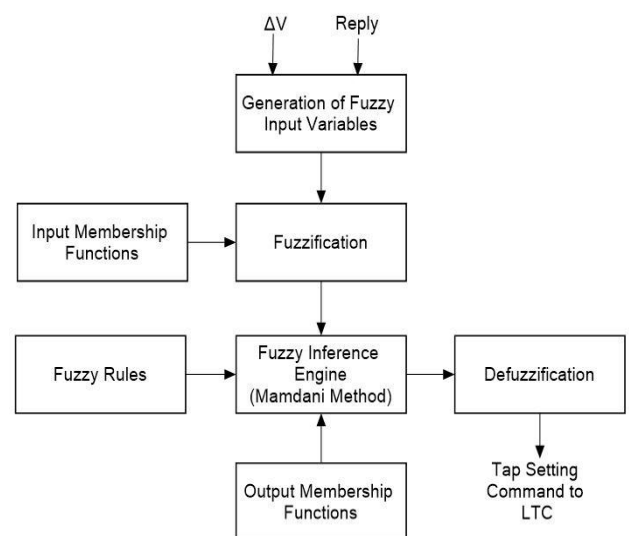 ΔV
Reply
Generation of Fuzzy
Input Variables
Input Membership
Functions
Fuzzification
Fuzzy Rules
Fuzzy Inference
Engine
(Mamdani Method)
Defuzzification
Output Membership
Functions
Tap Setting
Command to
LTC